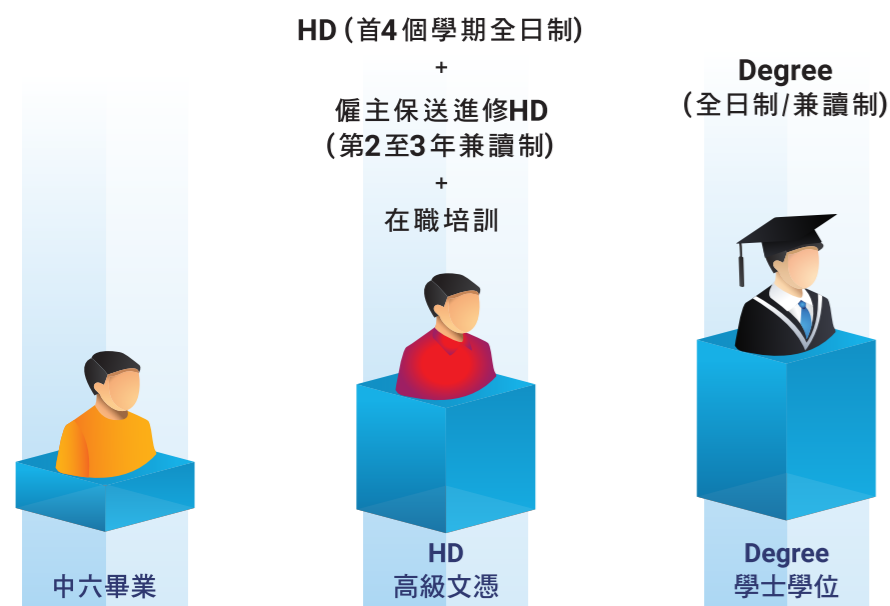 HD（首4個學期全日制）
+
僱主保送進修HD
（第2至3年兼讀制）
+
在職培訓
Degree
（全日制/兼讀制）
中六畢業
HD
高級文憑
Degree
學士學位